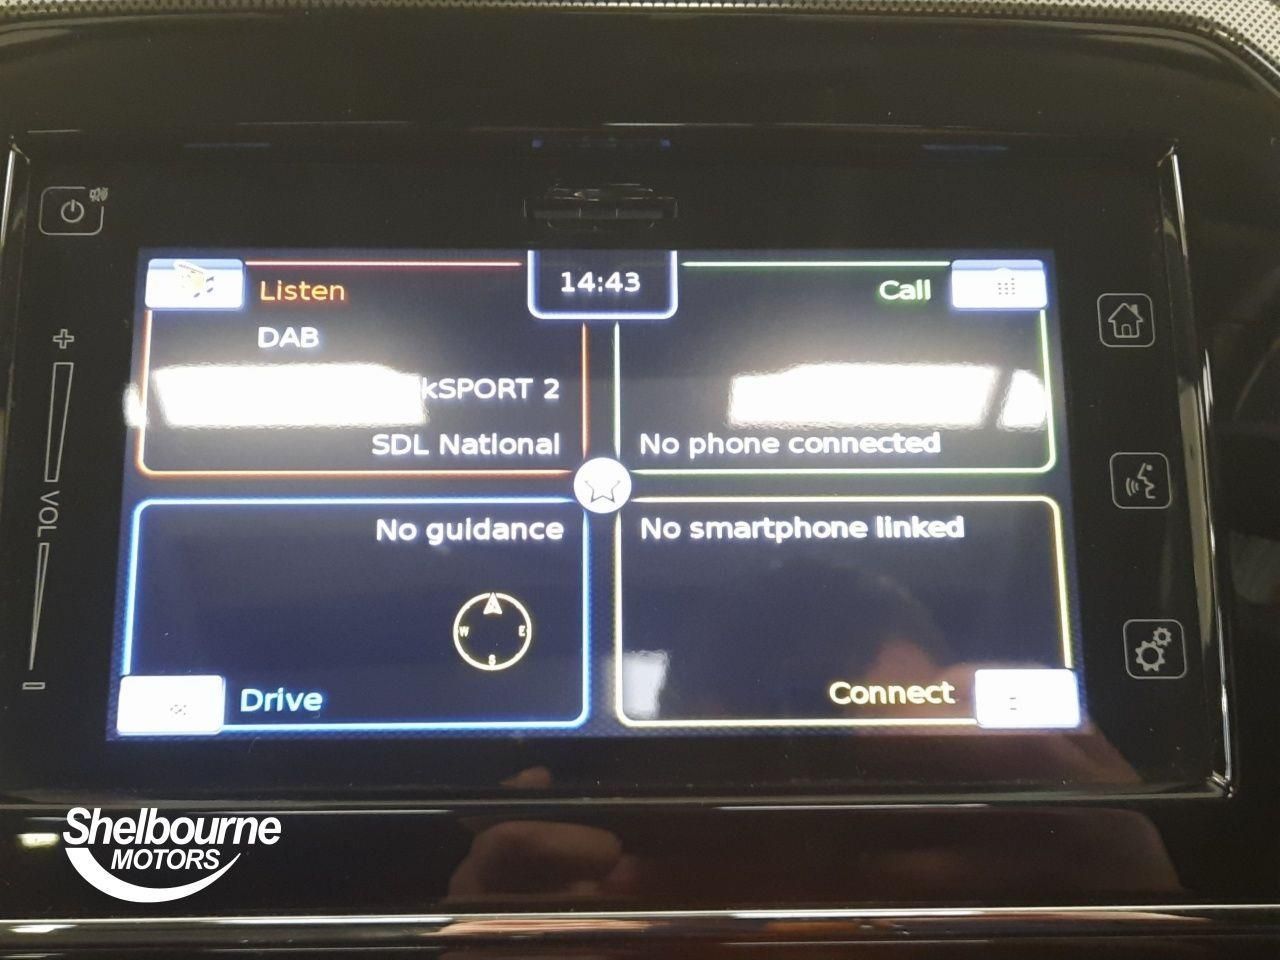 14:43
Listen
DAB
kSPORT 2
SDL National
Call
No phone connected
No guidance
W E
S
Drive
No smartphone linked
Connect
VOL
Shelbourne
MOTORS